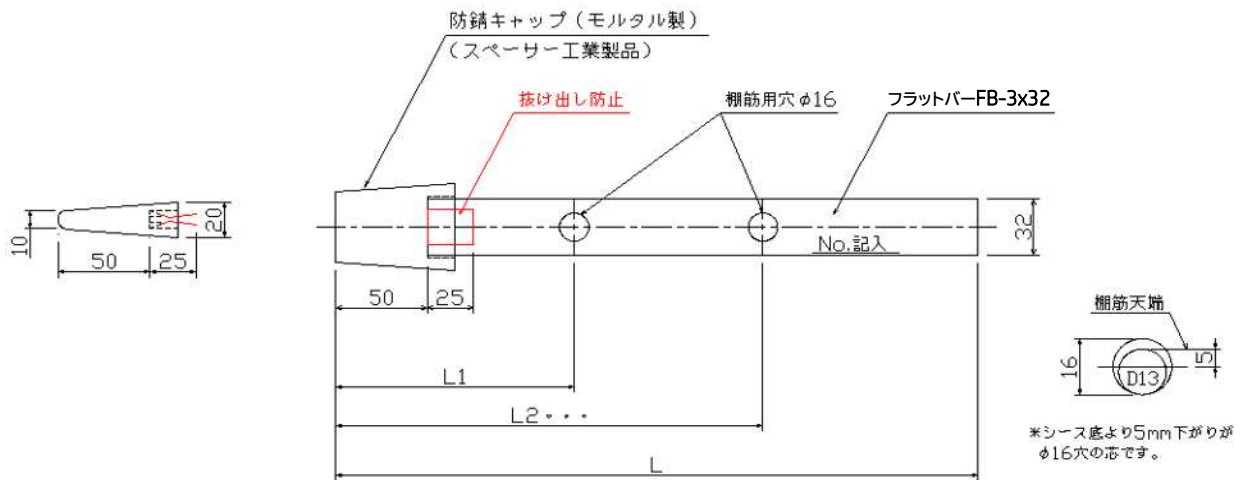 防錆キャップ（モルタル製）
（スペーサー工業製品）
抜け出し防止
棚筋用穴φ16
フラットバーFB-3x32
10
50
25
20
No.記入
32
50
25
L1
L2・・・
L
棚筋天端
16
D13
5
*シース底より5mm下がりが
φ16穴の芯です。